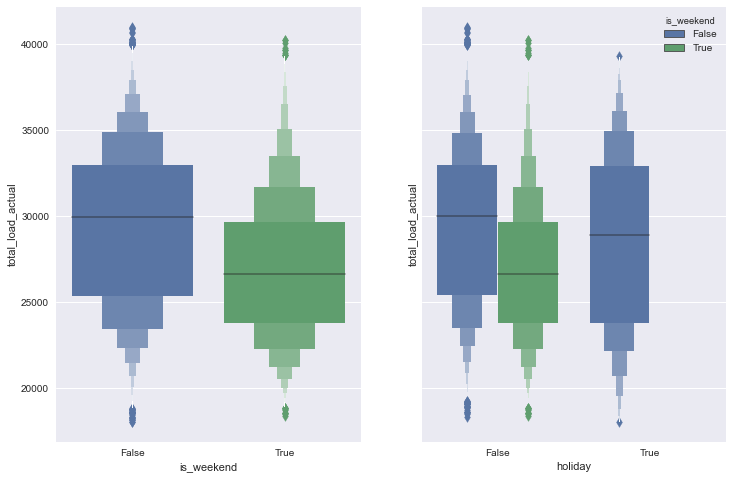 40000
35000
30000
25000
20000
total_load_actual
False
True
is_weekend
total_load_actual
is_weekend
False
True
False
True
holiday